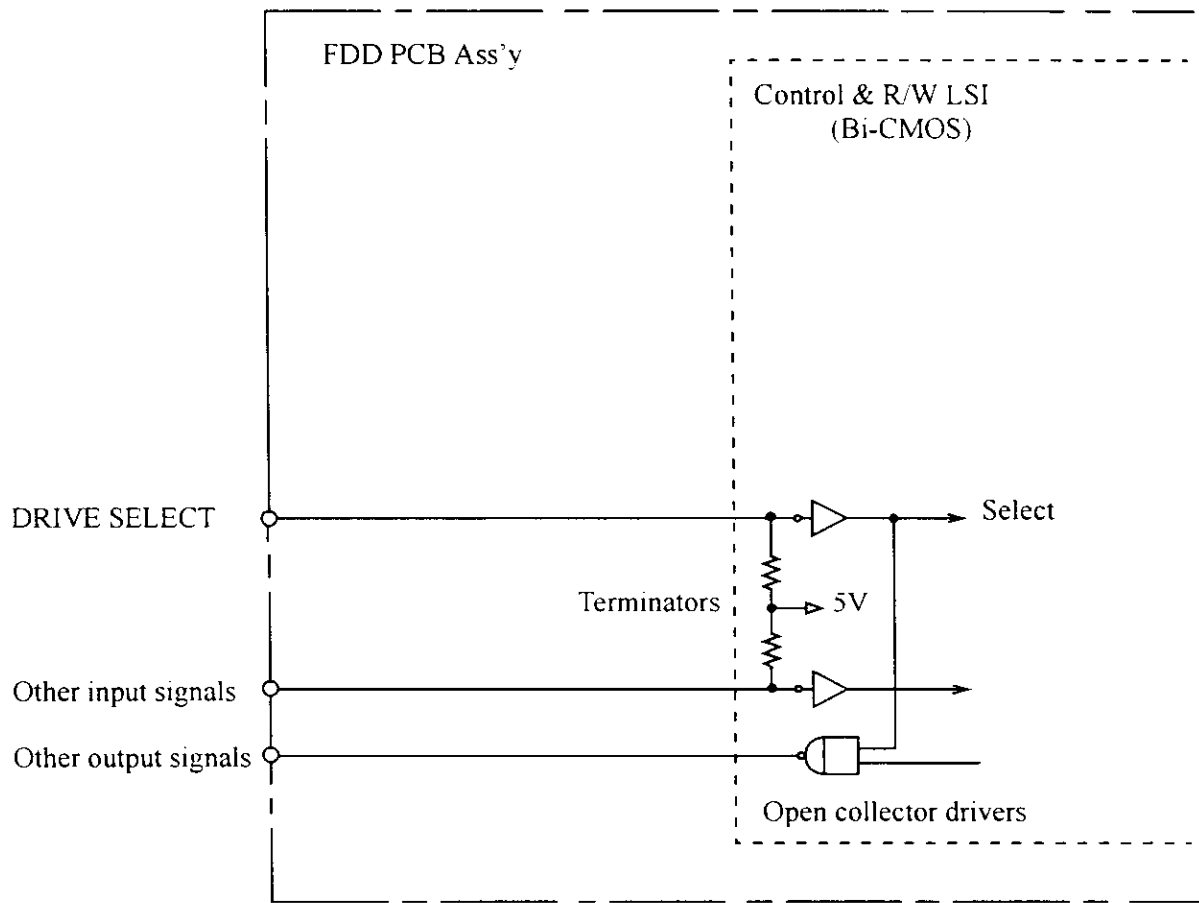 FDD PCB Ass'y
Control & R/W LSI
(Bi-CMOS)
DRIVE SELECT
Select
Terminators
5V
Other input signals
Other output signals
Open collector drivers